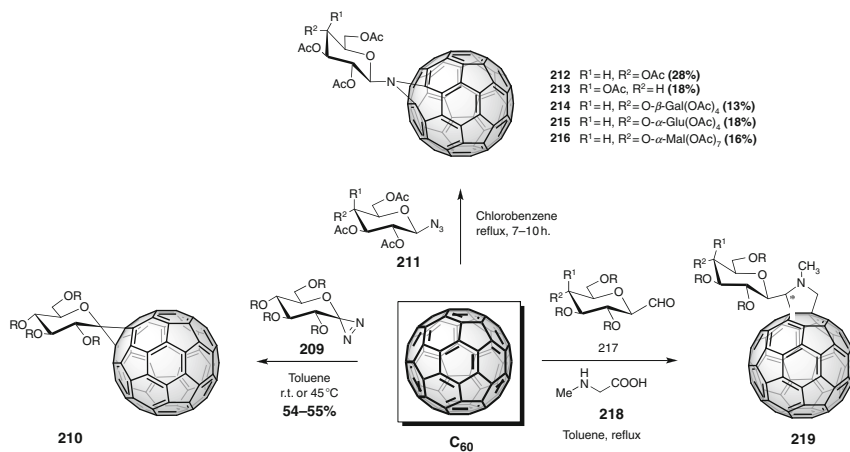 R¹
R²
OAc
O
AcO
AcO
N
212 R¹=H, R²=OAc (28%)
213 R¹=OAc, R²=H (18%)
214 R¹=H, R²=O-β-Gal(OAc)₄ (13%)
215 R¹=H, R²=O-α-Glu(OAc)₄ (18%)
216 R¹=H, R²=O-α-Mal(OAc)₇ (16%)
R¹
R²
OAc
O
N₃
AcO
AcO
211
Chlorobenzene
reflux, 7–10 h.
OR
O
RO
RO
OR
210
OR
O
RO
RO
OR
N
N
209
Toluene
r.t. or 45 °C
54–55%
C₆₀
R¹
R²
OR
O
CHO
RO
OR
217
H
N
Me
COOH
218
Toluene, reflux
R¹
R²
OR
O
RO
OR
N
CH₃
*
219